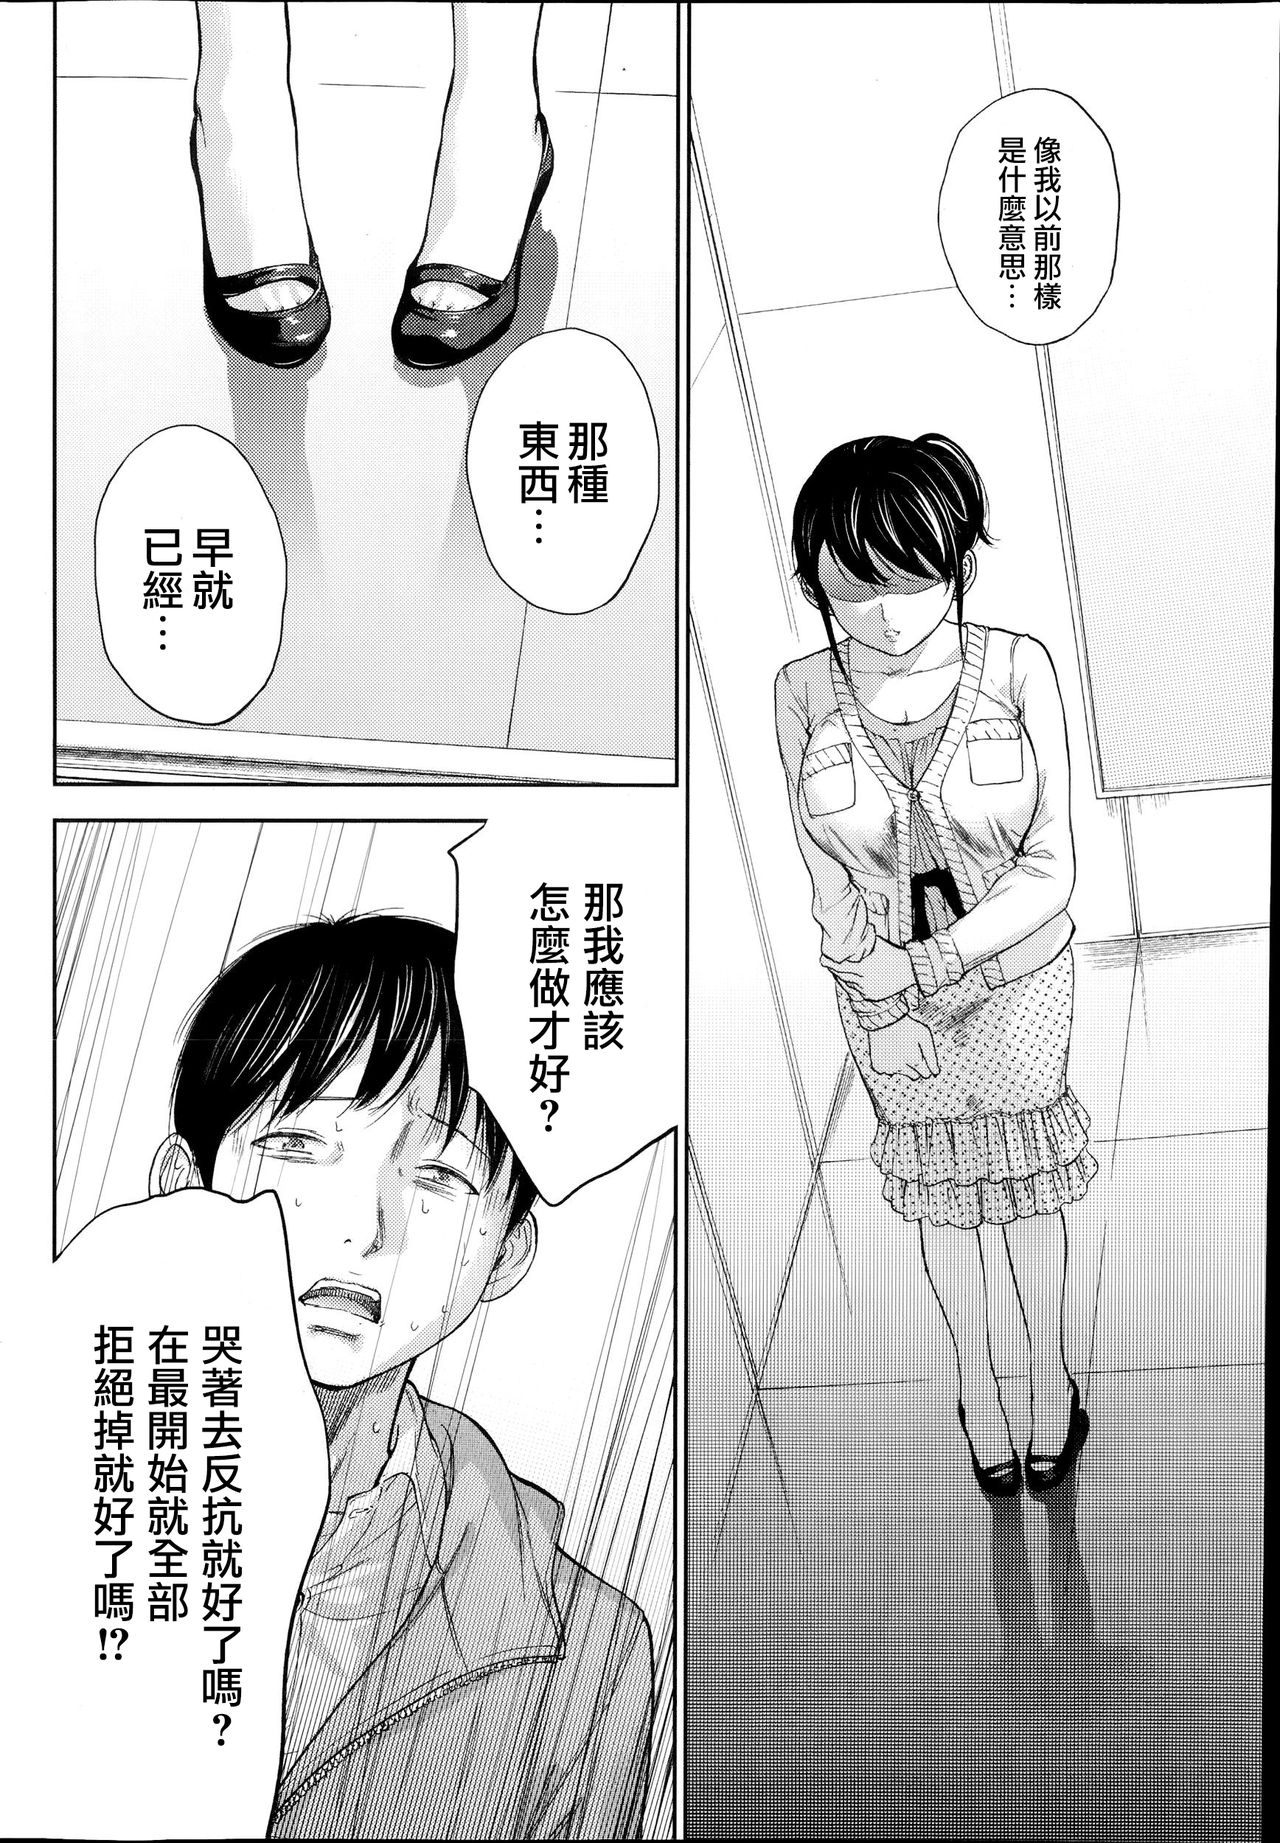 像我以前那樣
是什麼意思…
那種
東西…
早就
已經…
那我應該
怎麼做才好?
哭著去反抗就好了嗎?
在最開始就全部
拒絕掉就好了嗎!?